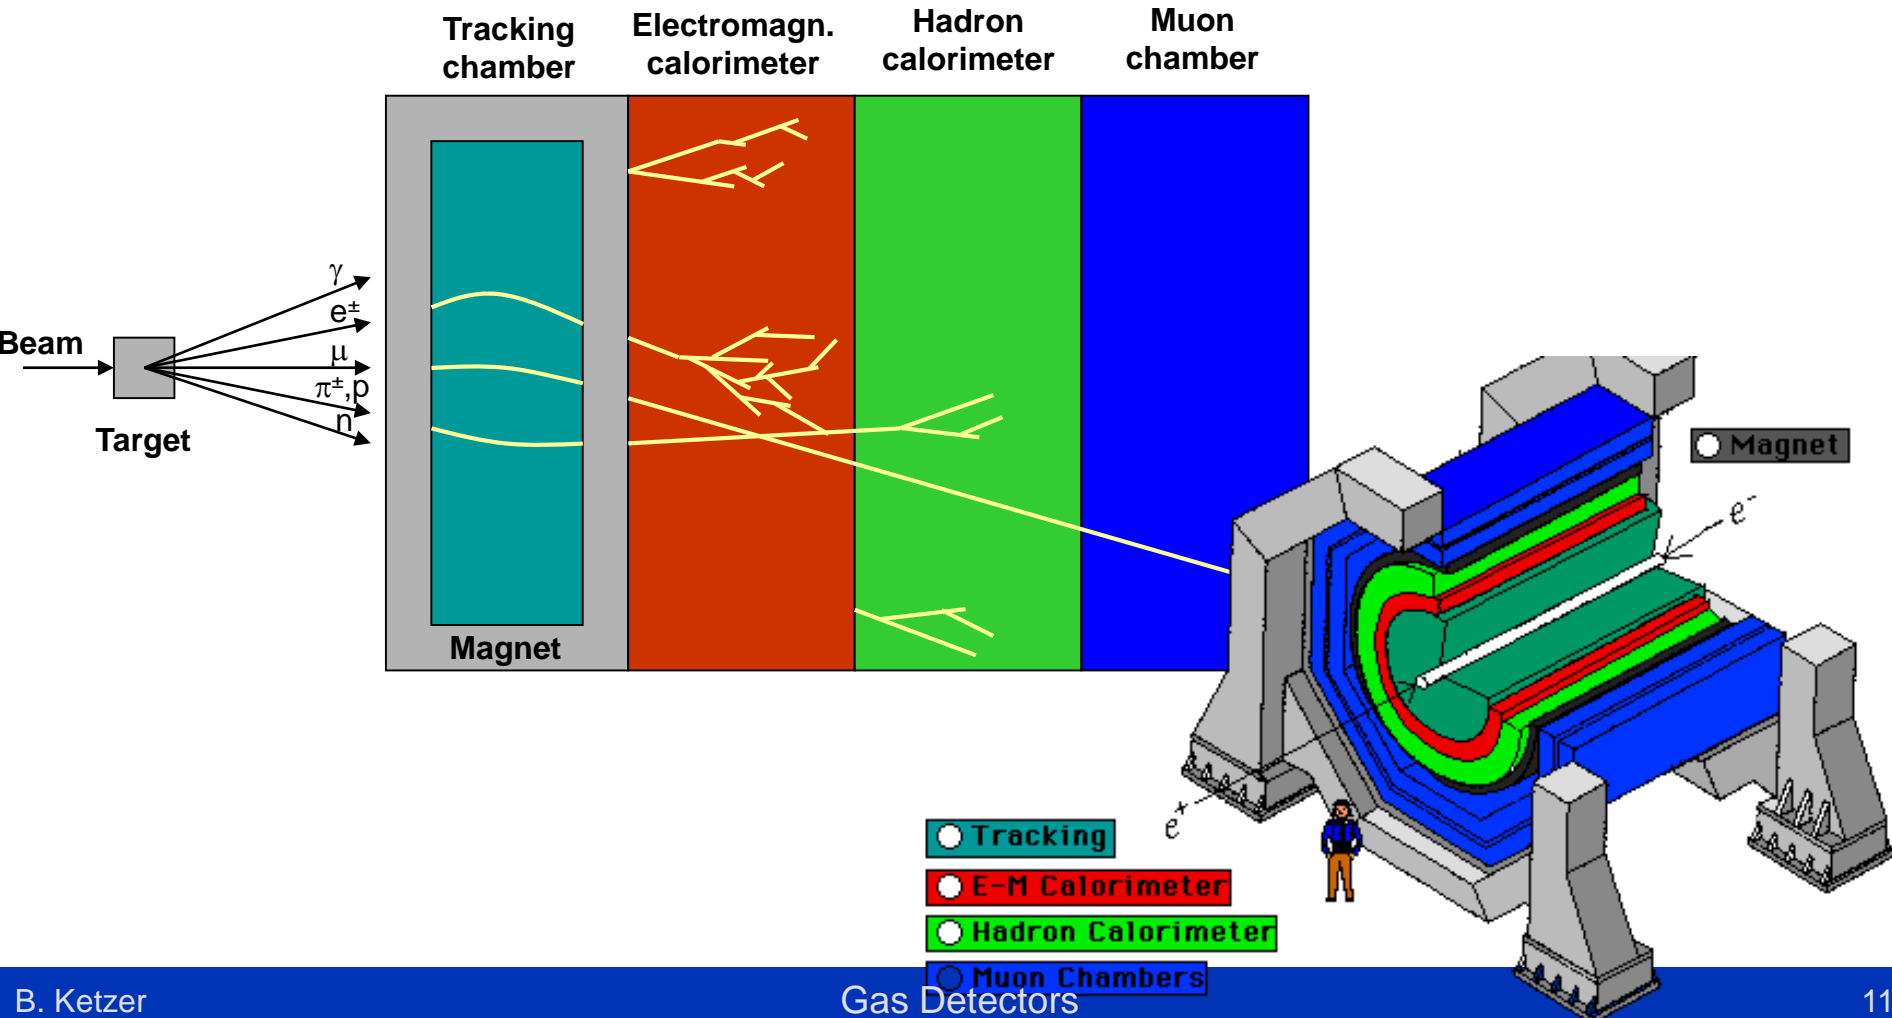 Tracking
chamber
Electromagn.
calorimeter
Hadron
calorimeter
Muon
chamber
γ
e±
Beam
μ
π±,p
n
Target
Magnet
Magnet
e-
e+
Tracking
E-M Calorimeter
Hadron Calorimeter
Muon Chambers
B. Ketzer
Gas Detectors
11